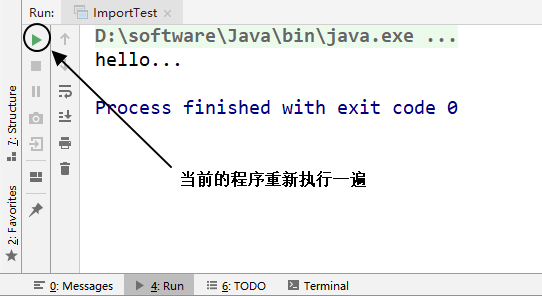 Run: ImportTest
D:\software\Java\bin\java.exe ...
hello...
Process finished with exit code 0
当前的程序重新执行一遍
7: Structure
2: Favorites
0: Messages 4: Run 6: TODO Terminal